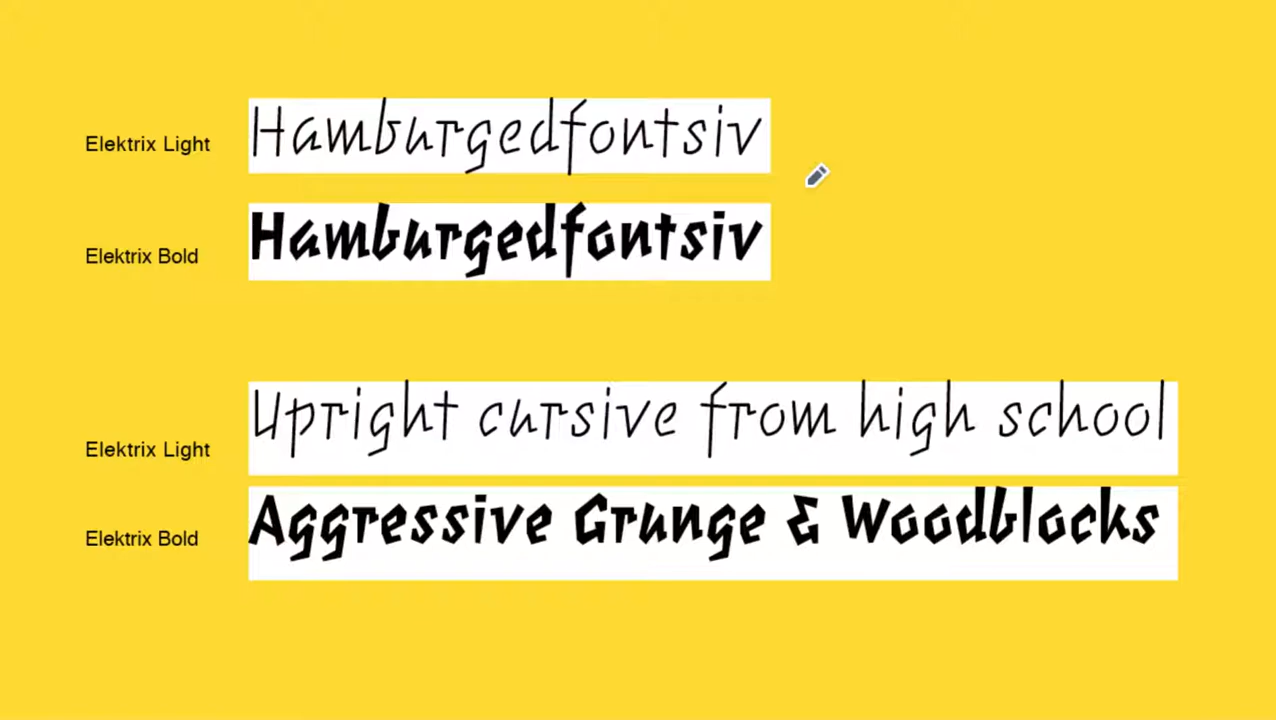 Elektrix Light Hamburgedfontsiv
Elektrix Bold Hamburgedfontsiv
Elektrix Light Upright cursive from high school
Elektrix Bold Aggressive Grunge & Woodblocks